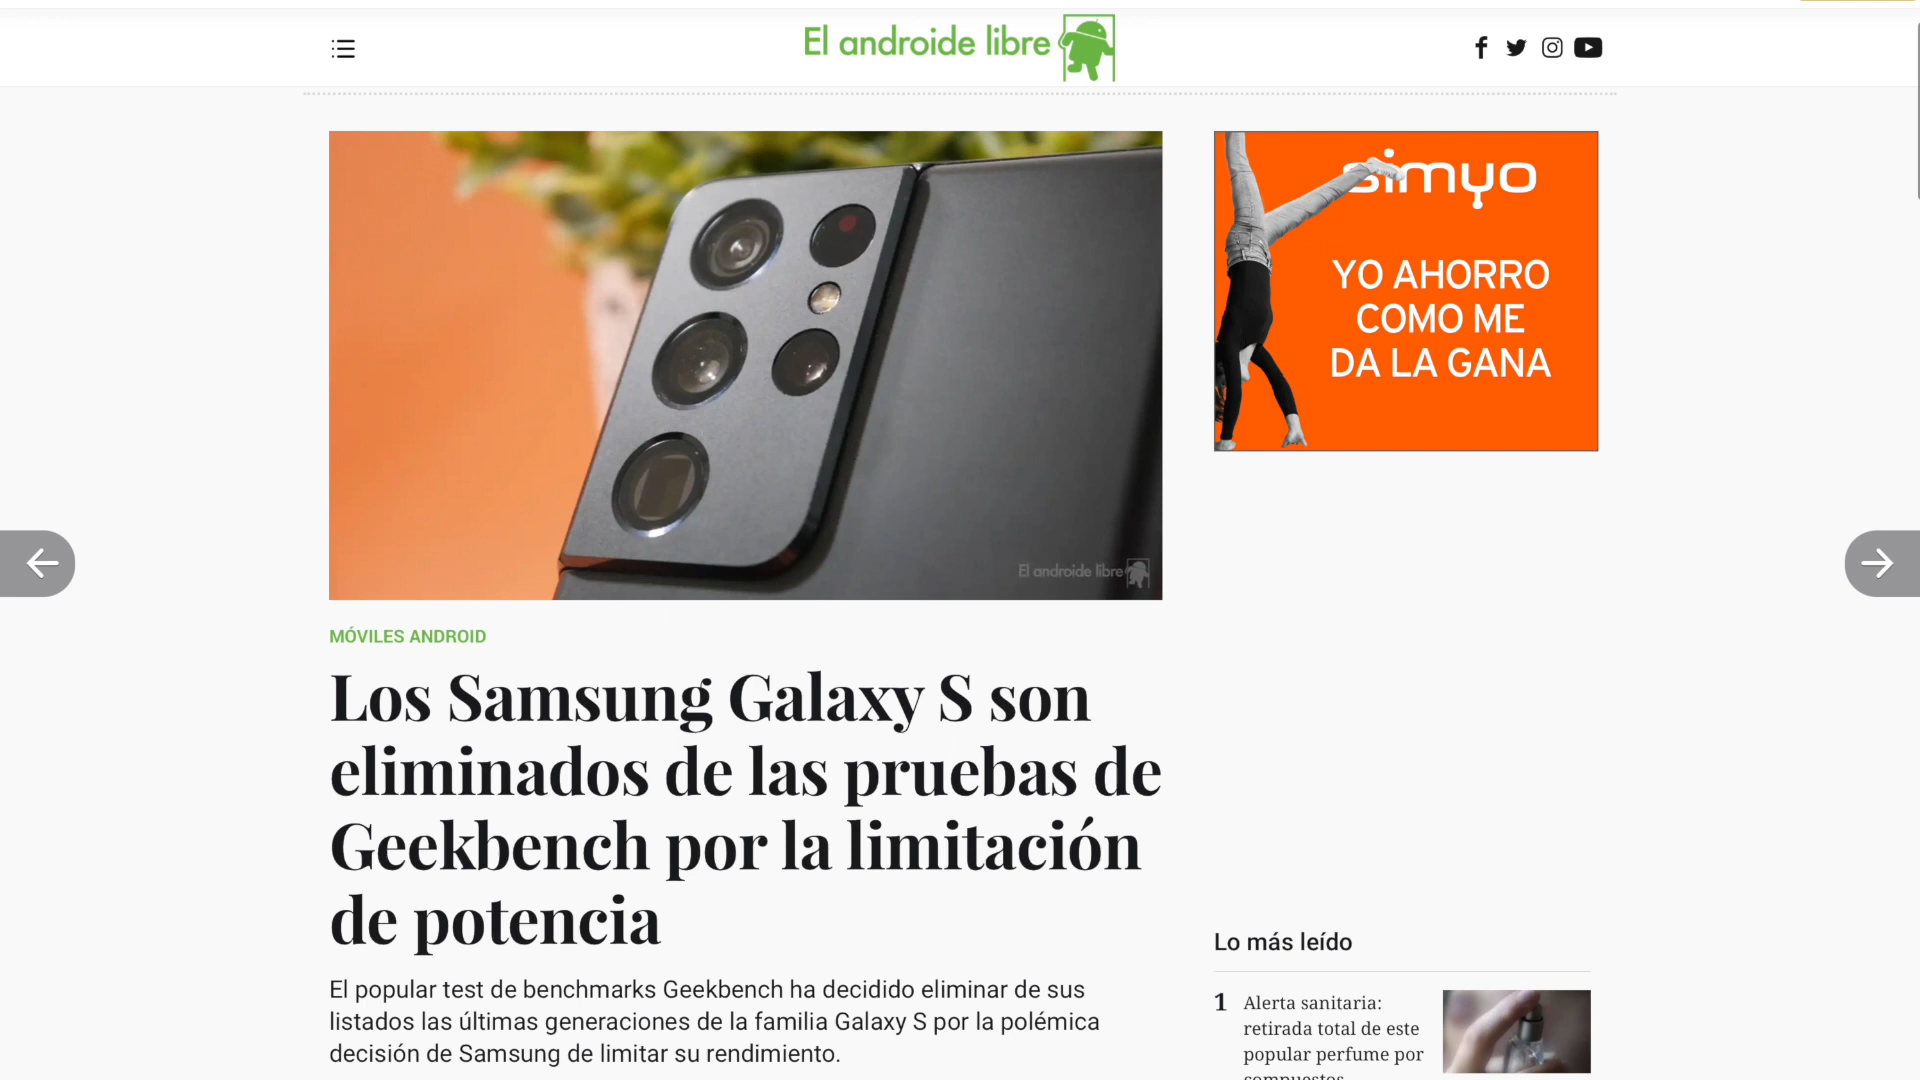 El androide libre
simyo
YO AHORRO
COMO ME
DA LA GANA
El androide libre
MÓVILES ANDROID
Los Samsung Galaxy S son
eliminados de las pruebas de
Geekbench por la limitación
de potencia
El popular test de benchmarks Geekbench ha decidido eliminar de sus
listados las últimas generaciones de la familia Galaxy S por la polémica
decisión de Samsung de limitar su rendimiento.
Lo más leído
1 Alerta sanitaria:
retirada total de este
popular perfume por
compuestos